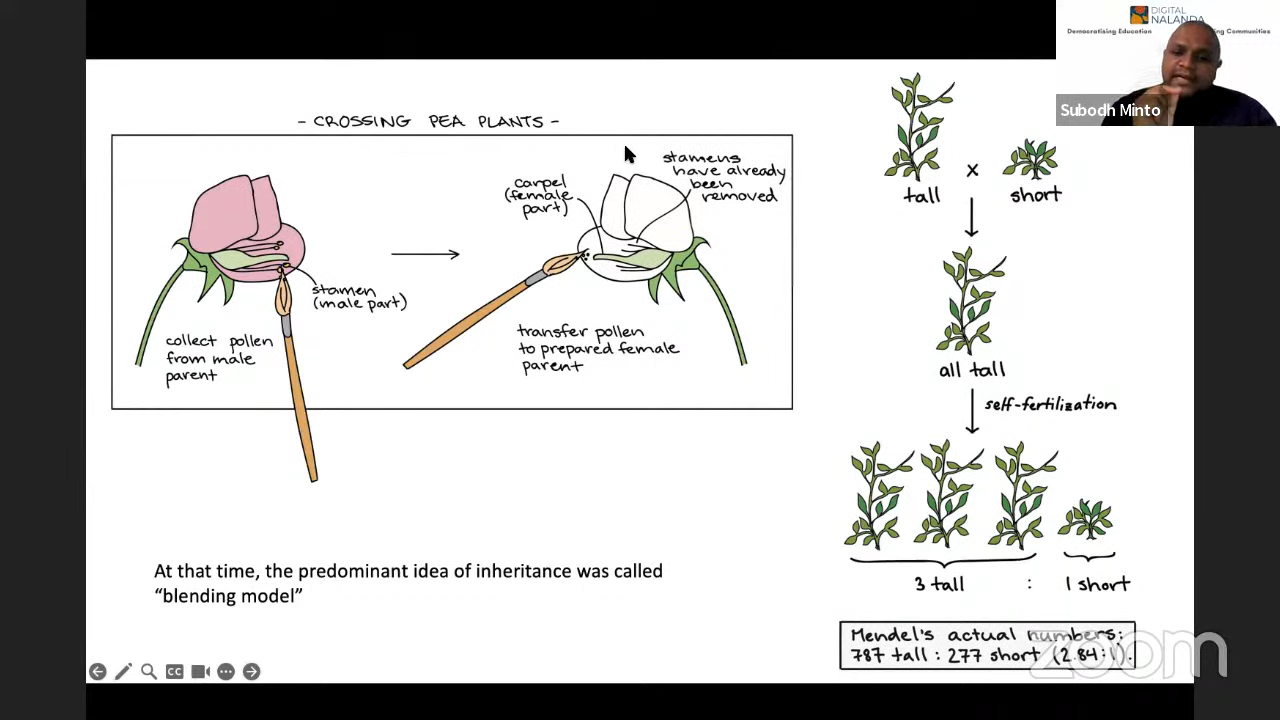 DIGITAL
NALANDA
Democratising Education
ing Communities
Subodh Minto
- CROSSING PEA PLANTS -
stamens
have already
been
removed
carpel
(female
part)
stamen
(male part)
collect pollen
from male
parent
transfer pollen
to prepared female
parent
tall
x
short
all tall
self-fertilization
3 tall : 1 short
Mendel's actual numbers:
787 tall : 277 short (2.84:1).
At that time, the predominant idea of inheritance was called
“blending model”
CC
zoom